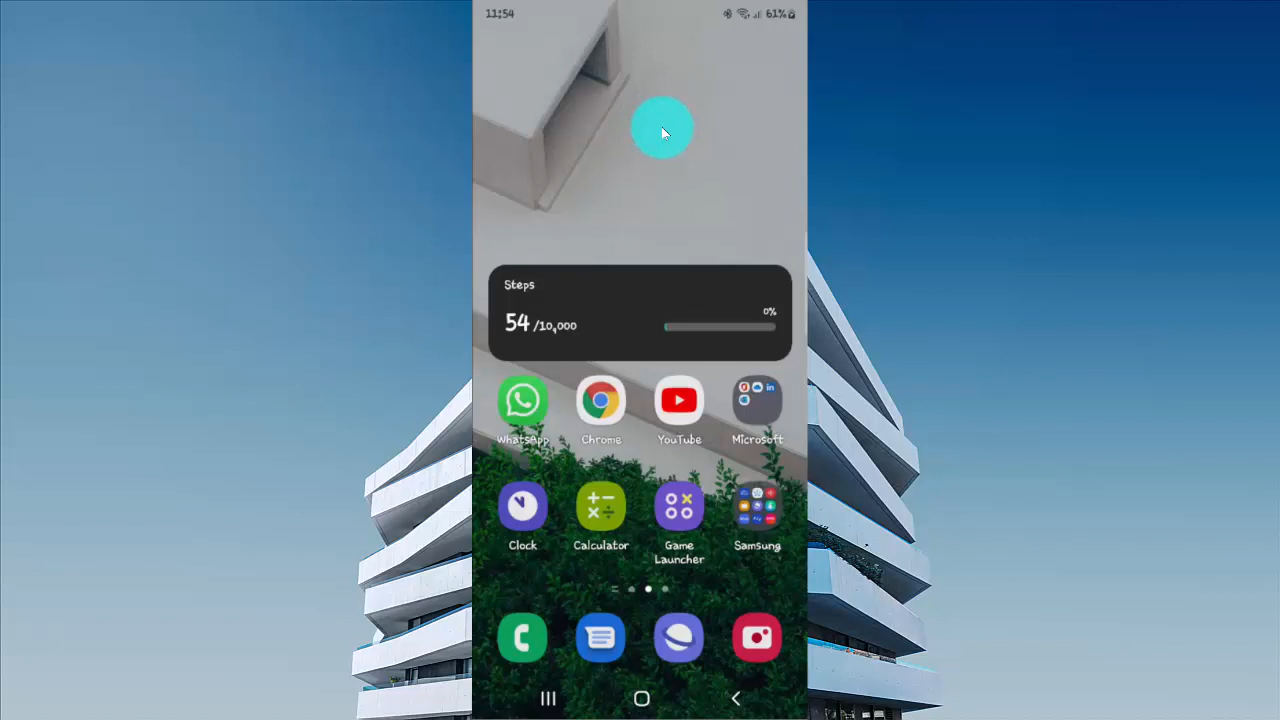 11:54
61%
Steps
0%
54/10,000
WhatsApp
Chrome
YouTube
Microsoft
Clock
Calculator
Game
Launcher
Samsung